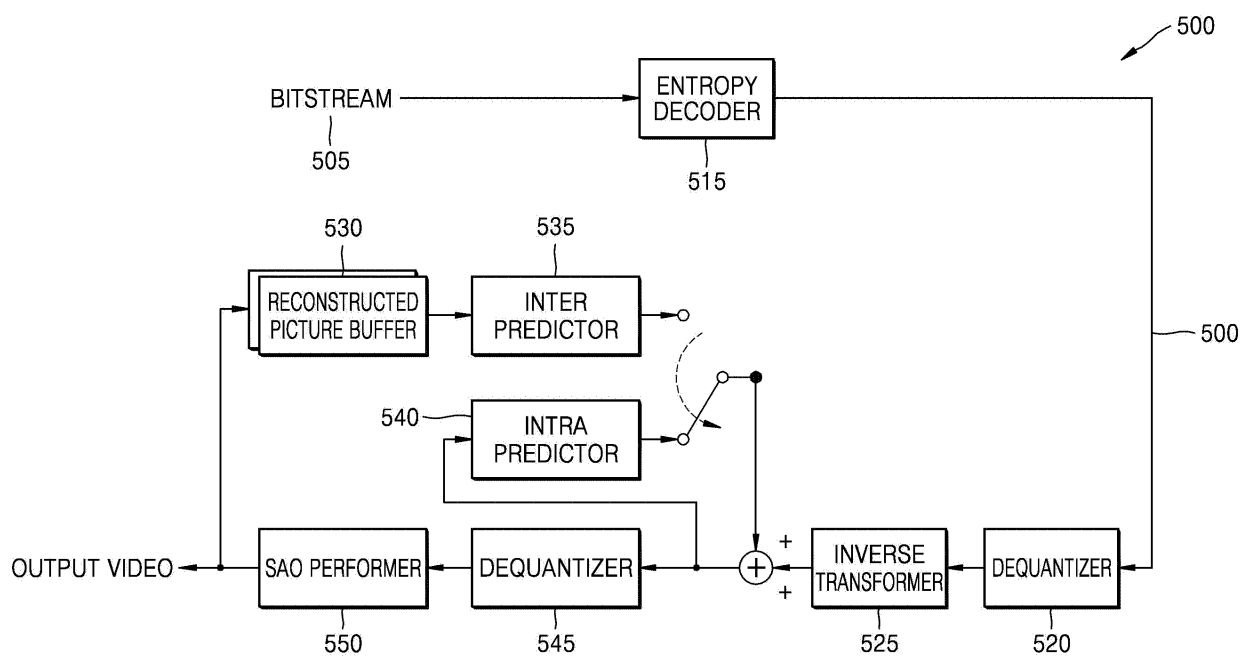 500
BITSTREAM
505
ENTROPY
DECODER
515
530
535
RECONSTRUCTED
PICTURE BUFFER
INTER
PREDICTOR
500
540
INTRA
PREDICTOR
OUTPUT VIDEO
SAO PERFORMER
550
DEQUANTIZER
545
+
+
+
INVERSE
TRANSFORMER
525
DEQUANTIZER
520